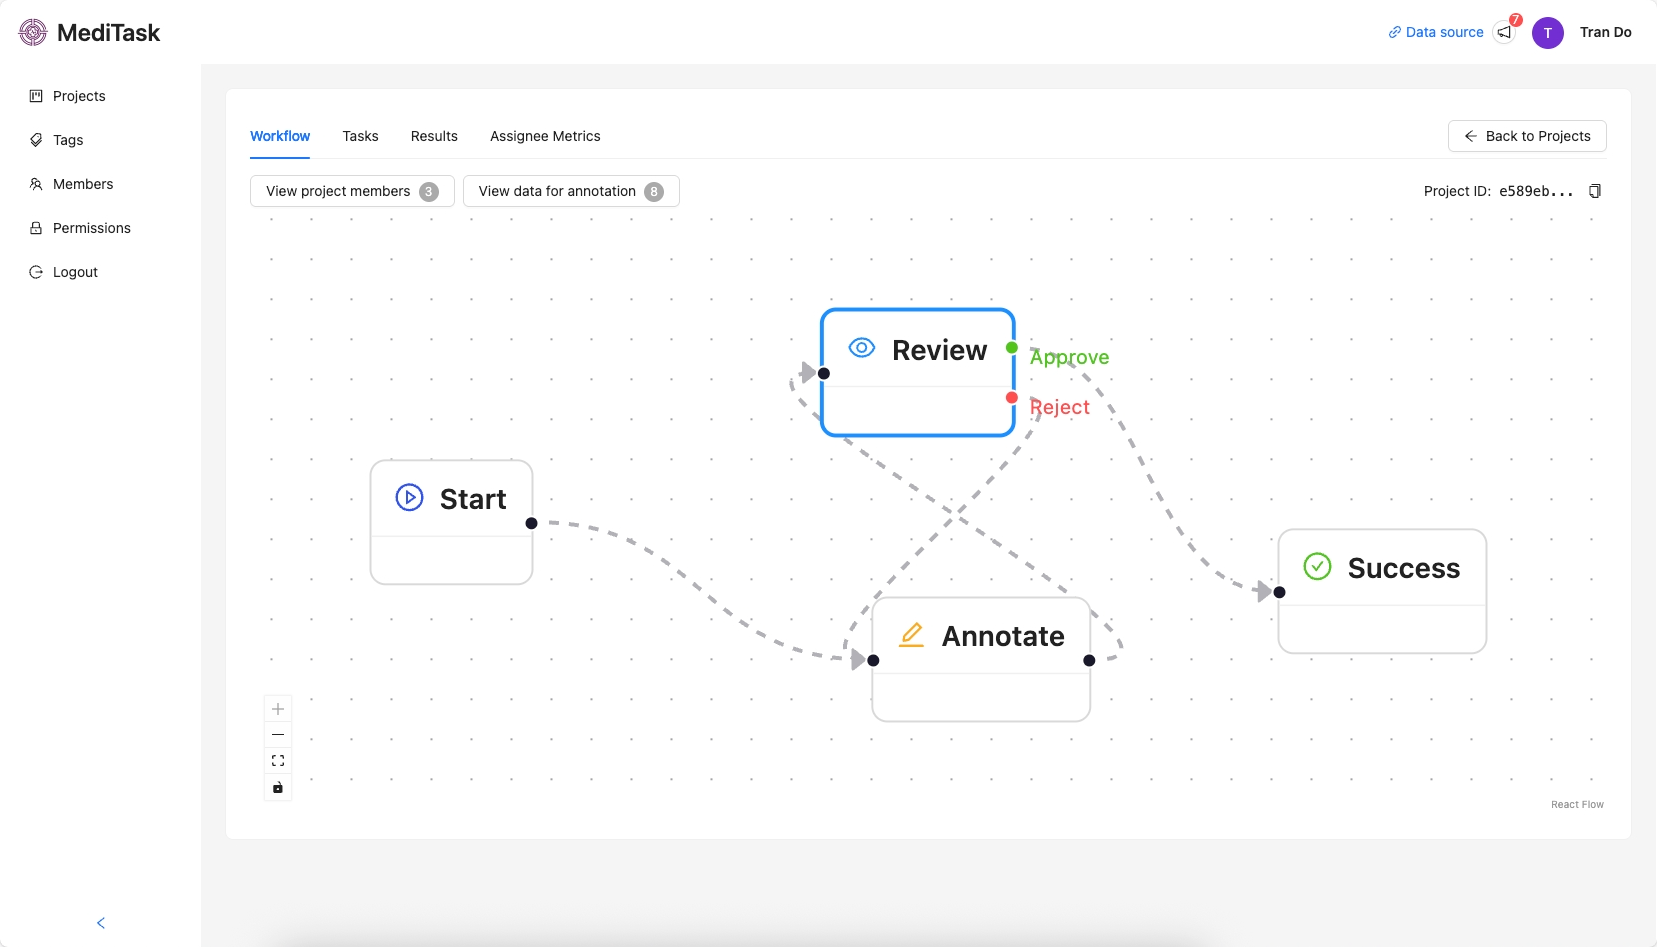 MediTask
Data source
7
T
Tran Do
Projects
Tags
Members
Permissions
Logout
Workflow
Tasks
Results
Assignee Metrics
Back to Projects
View project members 3
View data for annotation 8
Project ID: e589eb...
Review
Approve
Reject
Start
Success
Annotate
React Flow